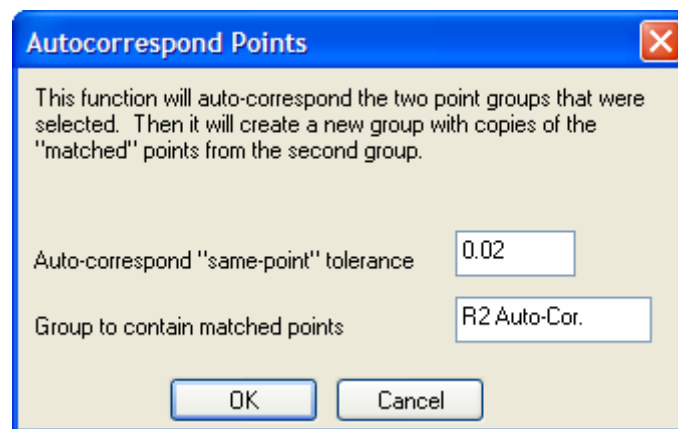 Autocorrespond Points
This function will auto-correspond the two point groups that were
selected.  Then it will create a new group with copies of the
"matched" points from the second group.
Auto-correspond "same-point" tolerance
0.02
Group to contain matched points
R2 Auto-Cor.
OK
Cancel